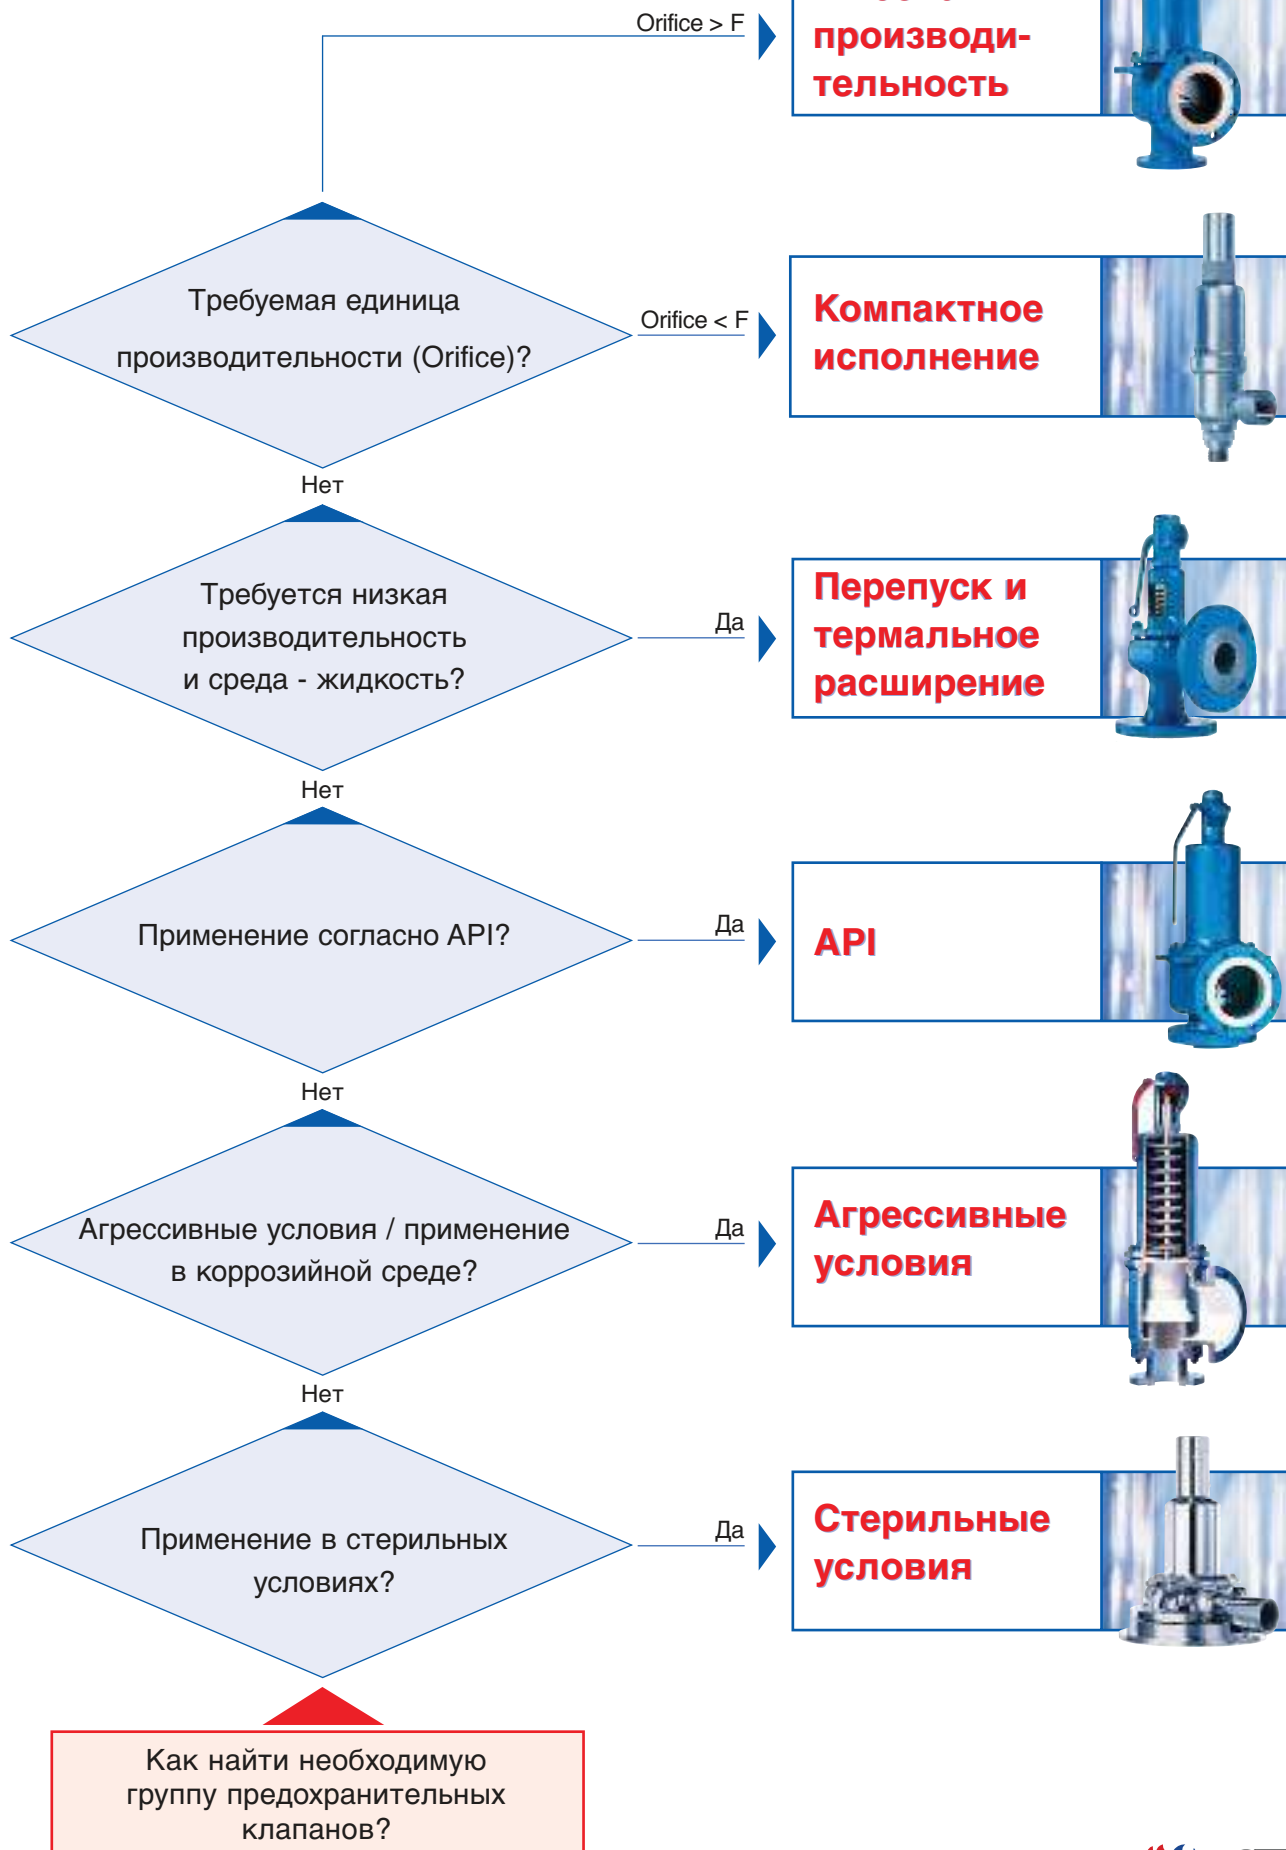 Orifice > F
производи-
тельность
Требуемая единица
производительности (Orifice)?
Orifice < F
Компактное
исполнение
Нет
Требуется низкая
производительность
и среда - жидкость?
Да
Перепуск и
термальное
расширение
Нет
Применение согласно API?
Да
API
Нет
Агрессивные условия / применение
в коррозийной среде?
Да
Агрессивные
условия
Нет
Применение в стерильных
условиях?
Да
Стерильные
условия
Как найти необходимую
группу предохранительных
клапанов?